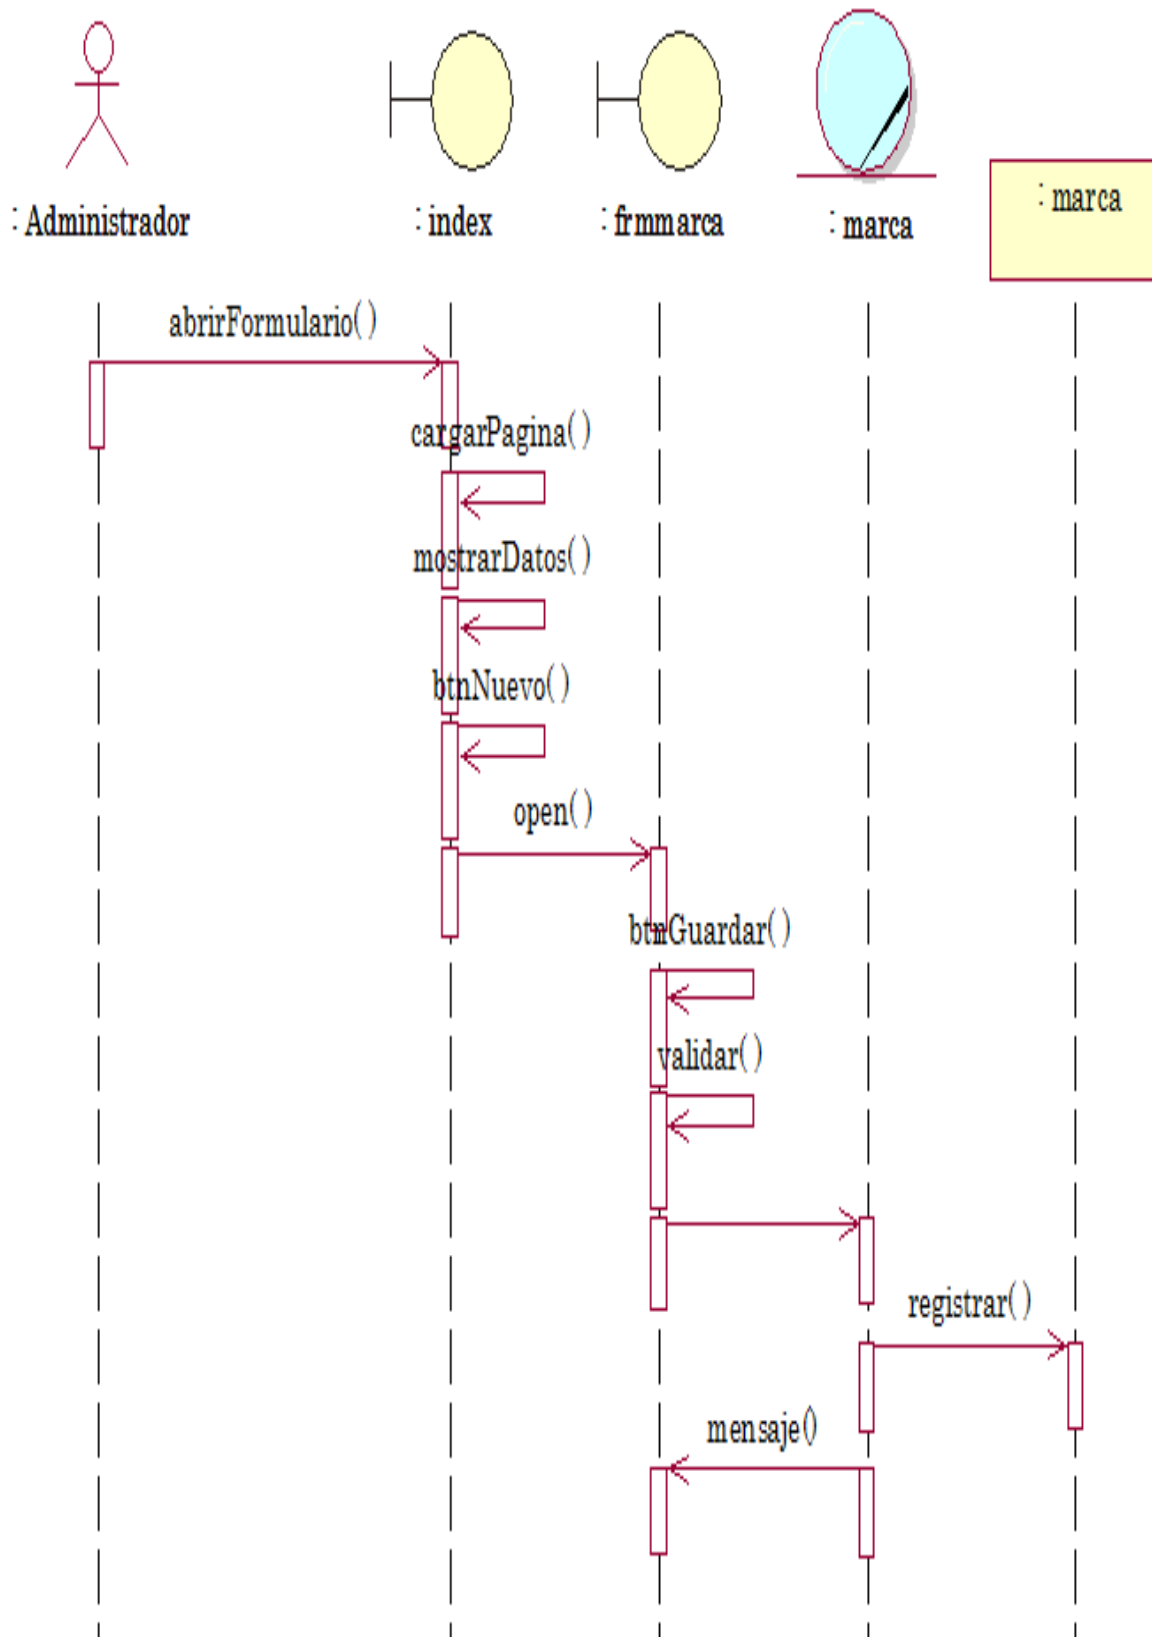 : Administrador
: index
: frmmarca
: marca
: marca
abrirFormulario( )
cargarPagina( )
mostrarDatos( )
btnNuevo( )
open( )
btnGuardar( )
validar( )
registrar( )
mensaje()